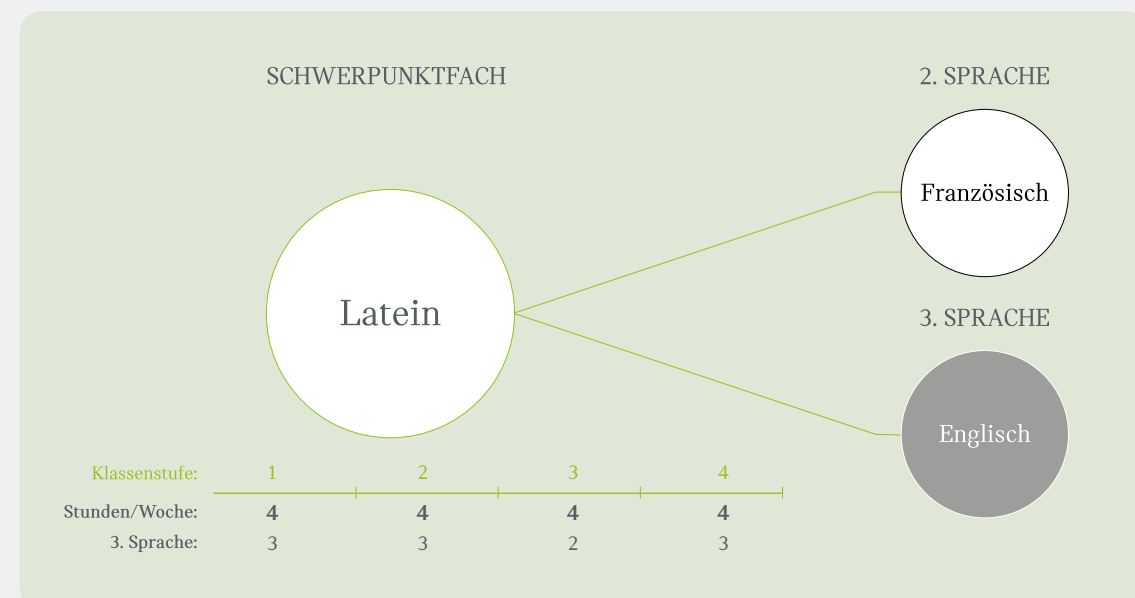 SCHWERPUNKTFACH
2. SPRACHE
Französisch
Latein
3. SPRACHE
Englisch
Klassenstufe: 1 2 3 4
Stunden/Woche: 4 4 4 4
3. Sprache: 3 3 2 3